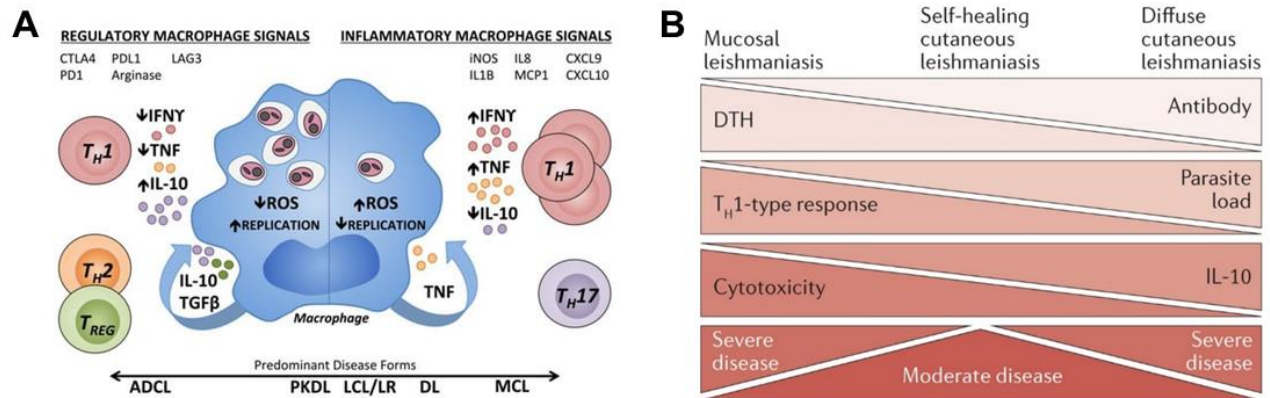 A
REGULATORY MACROPHAGE SIGNALS
CTLA4 PDL1 LAG3
PD1 Arginase
INFLAMMATORY MACROPHAGE SIGNALS
iNOS IL8 CXCL9
IL1B MCP1 CXCL10
TH1
↓IFNγ
↓TNF
↑IL-10
↓ROS
↑REPLICATION
↑ROS
↓REPLICATION
↑IFNγ
↑TNF
↓IL-10
TH1
TH2
TREG
IL-10
TGFβ
Macrophage
TNF
TH17
Predominant Disease Forms
ADCL PKDL LCL/LR DL MCL
B
Mucosal
leishmaniasis
Self-healing
cutaneous
leishmaniasis
Diffuse
cutaneous
leishmaniasis
DTH
Antibody
TH1-type response
Parasite
load
Cytotoxicity
IL-10
Severe
disease
Moderate disease
Severe
disease